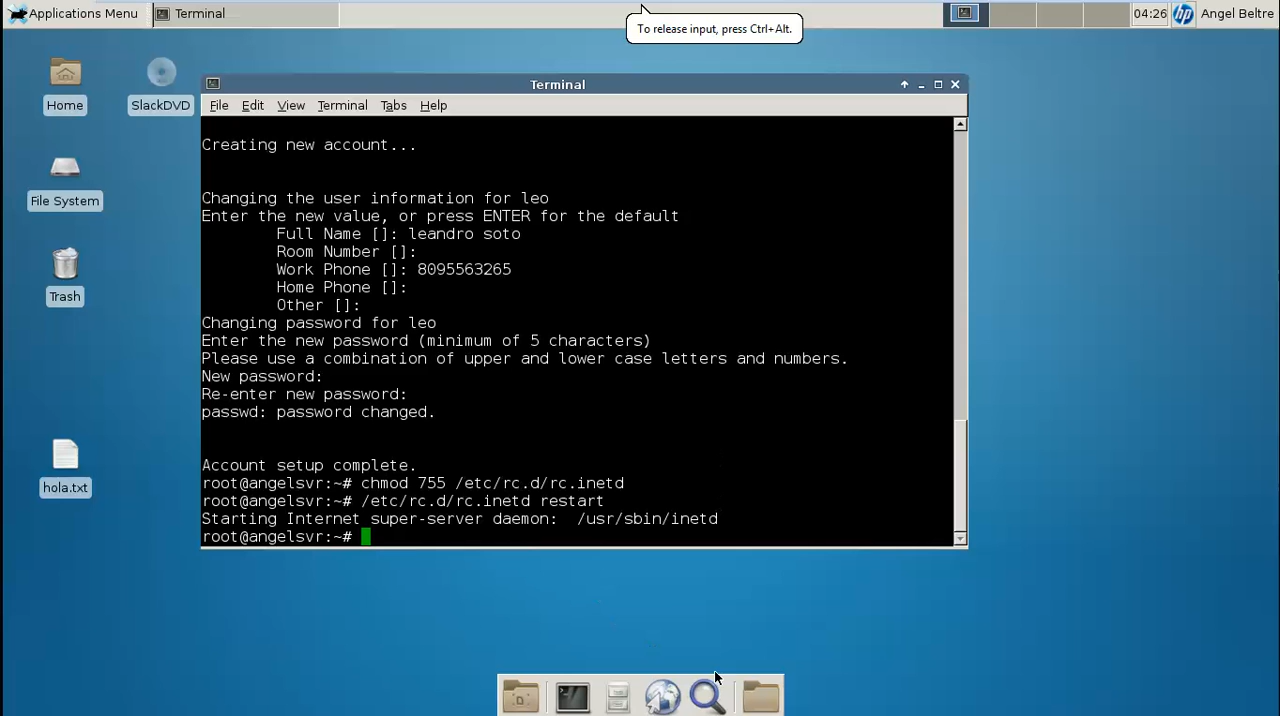 Applications Menu
Terminal
04:26
Angel Beltre
To release input, press Ctrl+Alt.
Home
SlackDVD
File System
Trash
hola.txt
Terminal
File Edit View Terminal Tabs Help
Creating new account...
Changing the user information for leo
Enter the new value, or press ENTER for the default
Full Name []: leandro soto
Room Number []:
Work Phone []: 8095563265
Home Phone []:
Other []:
Changing password for leo
Enter the new password (minimum of 5 characters)
Please use a combination of upper and lower case letters and numbers.
New password:
Re-enter new password:
passwd: password changed.
Account setup complete.
root@angelsvr:~# chmod 755 /etc/rc.d/rc.inetd
root@angelsvr:~# /etc/rc.d/rc.inetd restart
Starting Internet super-server daemon:  /usr/sbin/inetd
root@angelsvr:~#